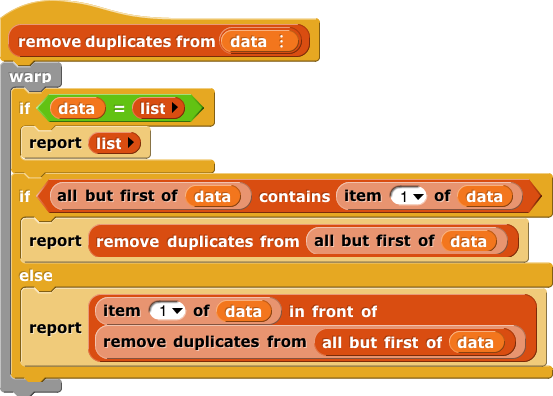 remove duplicates from data ⋮
warp
if data = list
report list
if all but first of data contains item 1 of data
report remove duplicates from all but first of data
else
item 1 of data in front of
report
remove duplicates from all but first of data